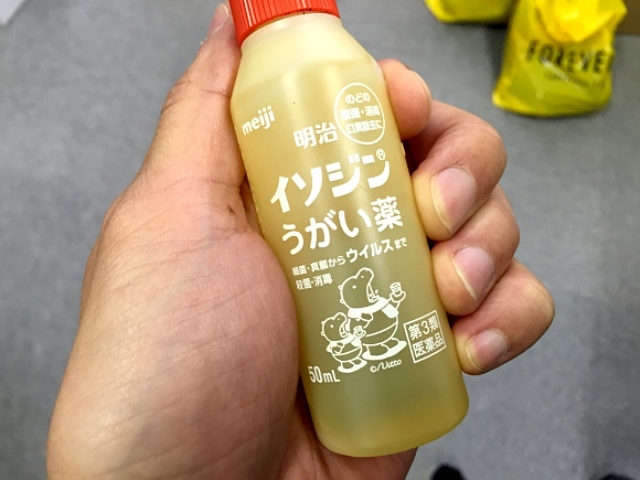 meiji
明治
のどの
殺菌・消毒
口臭除去に
イソジン®
うがい薬
細菌・真菌からウイルスまで
殺菌・消毒
第3類
医薬品
50mL
FOREVE